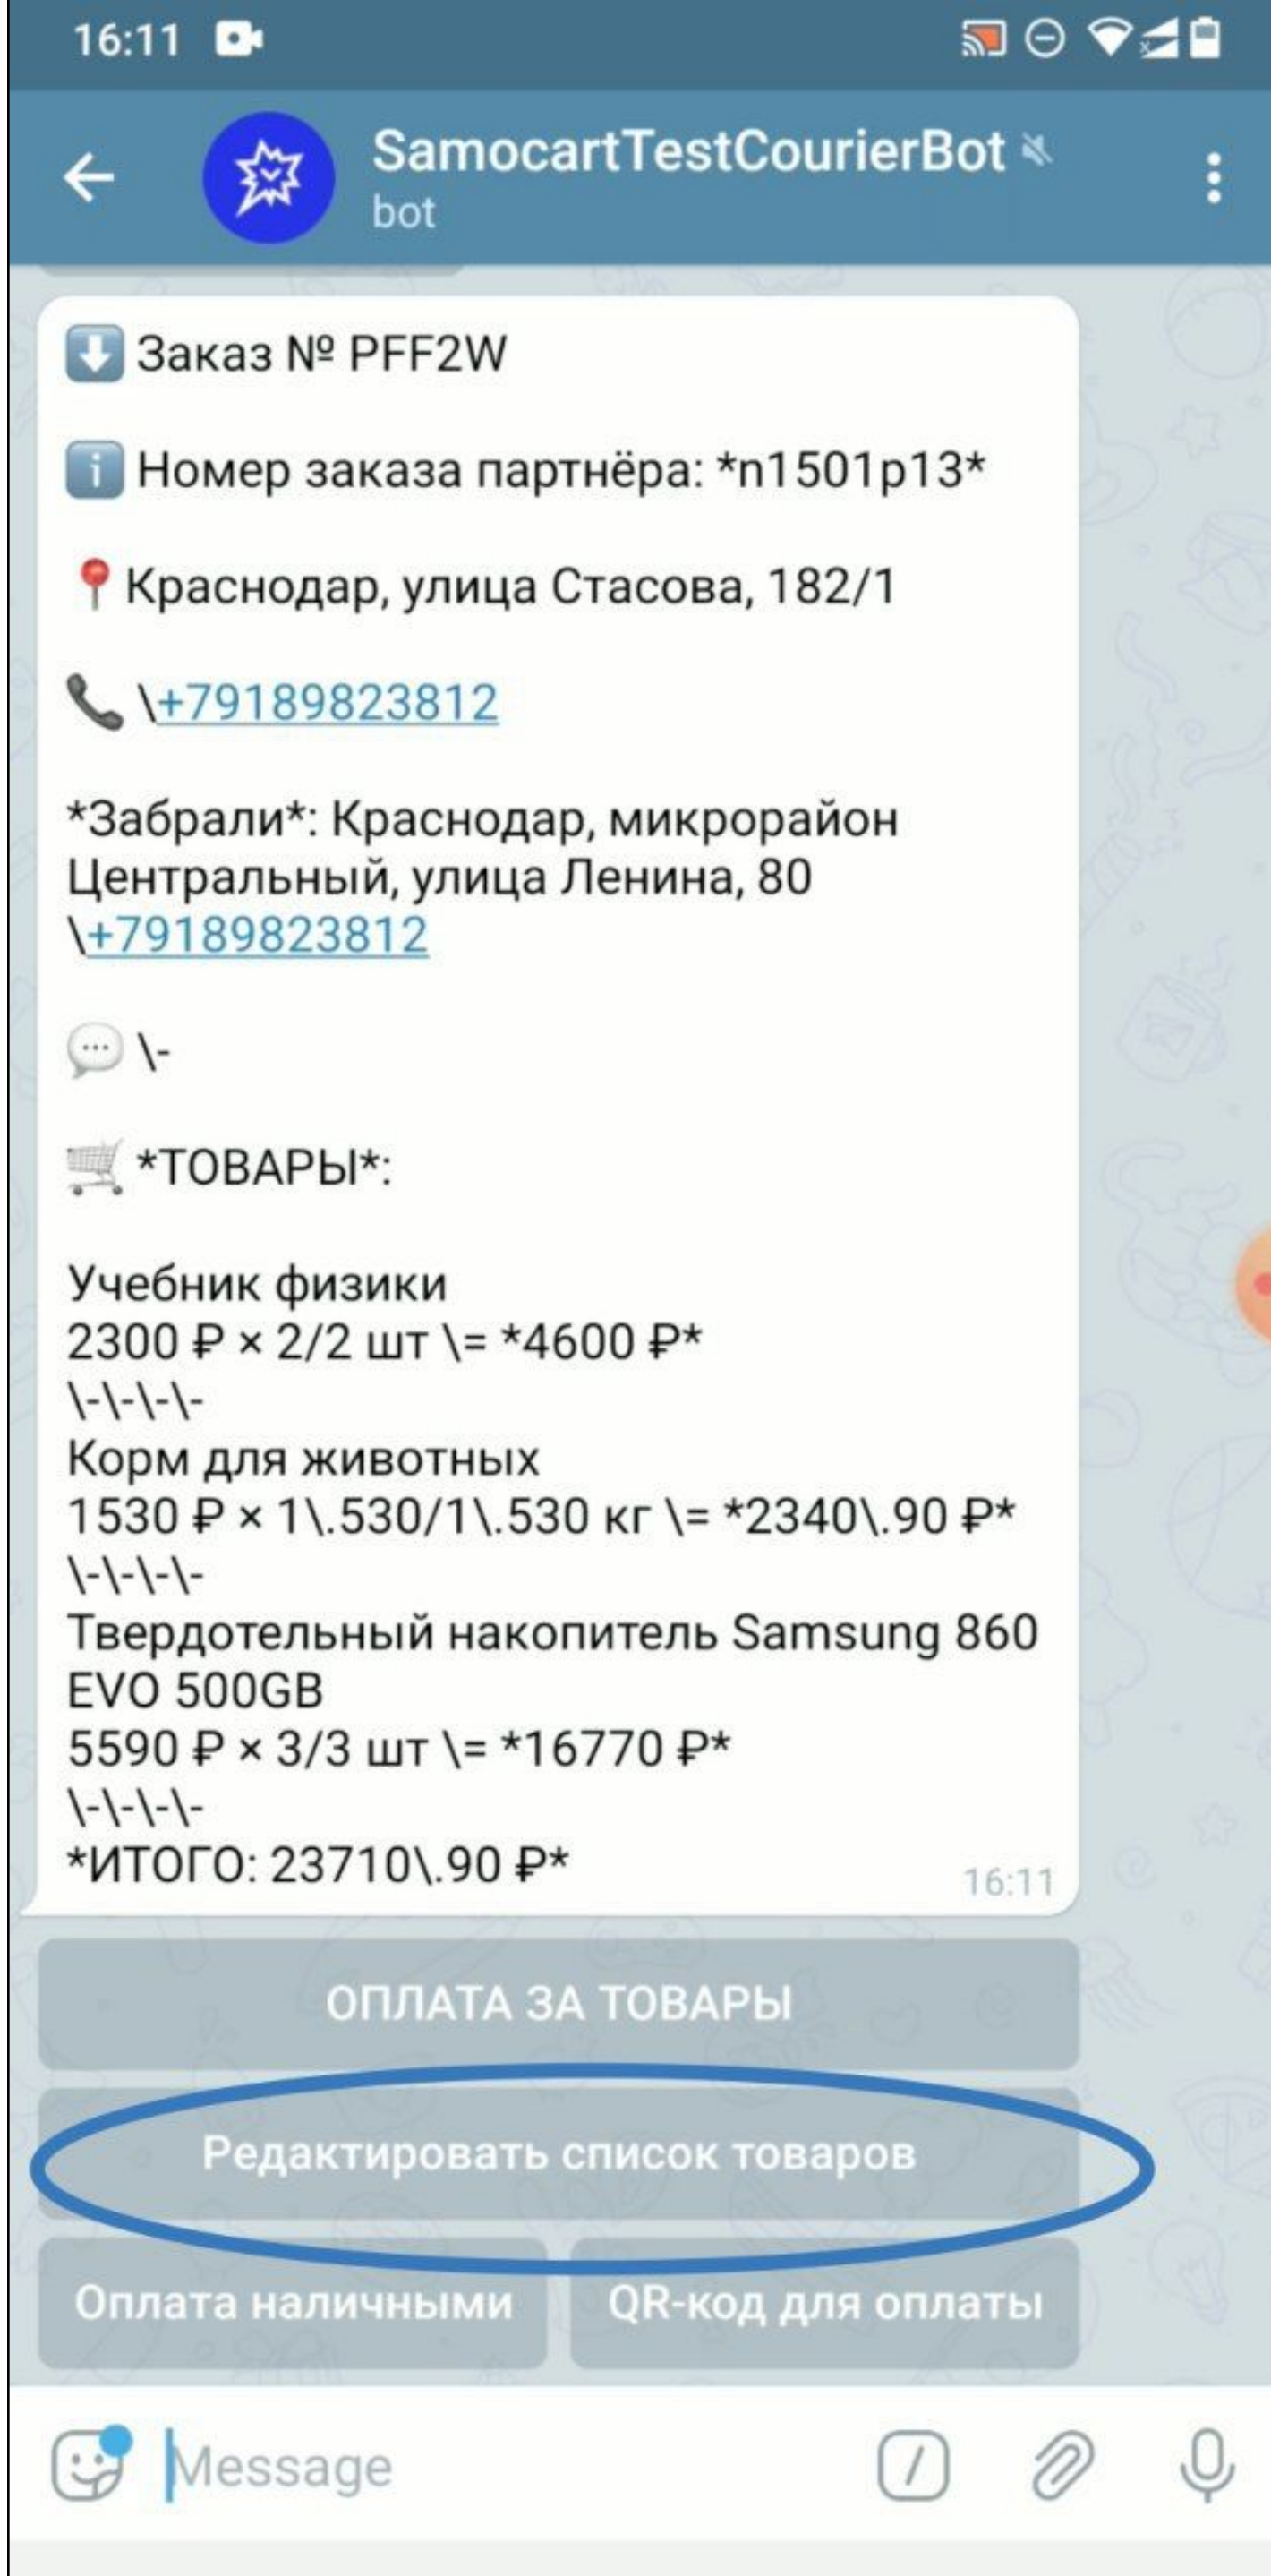 16:11
SamocartTestCourierBot
bot
Заказ № PFF2W
Номер заказа партнёра: *n1501p13*
Краснодар, улица Стасова, 182/1
\+79189823812
*Забрали*: Краснодар, микрорайон
Центральный, улица Ленина, 80
\+79189823812
\-
*ТОВАРЫ*:
Учебник физики
2300 ₽ × 2/2 шт \= *4600 ₽*
\-\-\-\-
Корм для животных
1530 ₽ × 1\.530/1\.530 кг \= *2340\.90 ₽*
\-\-\-\-
Твердотельный накопитель Samsung 860
EVO 500GB
5590 ₽ × 3/3 шт \= *16770 ₽*
\-\-\-\-
*ИТОГО: 23710\.90 ₽*
16:11
ОПЛАТА ЗА ТОВАРЫ
Редактировать список товаров
Оплата наличными QR-код для оплаты
Message